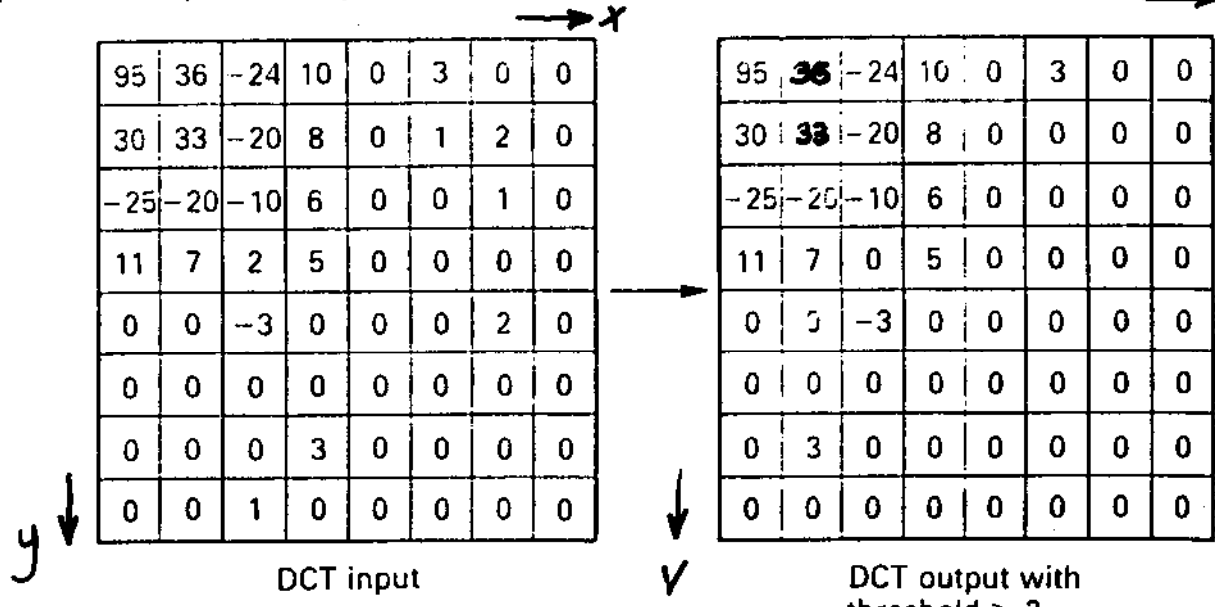 x
95 36 -24 10 0 3 0 0
30 33 -20 8 0 1 2 0
-25 -20 -10 6 0 0 1 0
11 7 2 5 0 0 0 0
0 0 -3 0 0 0 2 0
0 0 0 0 0 0 0 0
0 0 0 3 0 0 0 0
0 0 1 0 0 0 0 0
y
DCT input
95 36 -24 10 0 3 0 0
30 33 -20 8 0 0 0 0
-25 -20 -10 6 0 0 0 0
11 7 0 5 0 0 0 0
0 0 -3 0 0 0 0 0
0 0 0 0 0 0 0 0
0 3 0 0 0 0 0 0
0 0 0 0 0 0 0 0
v
DCT output with
threshold